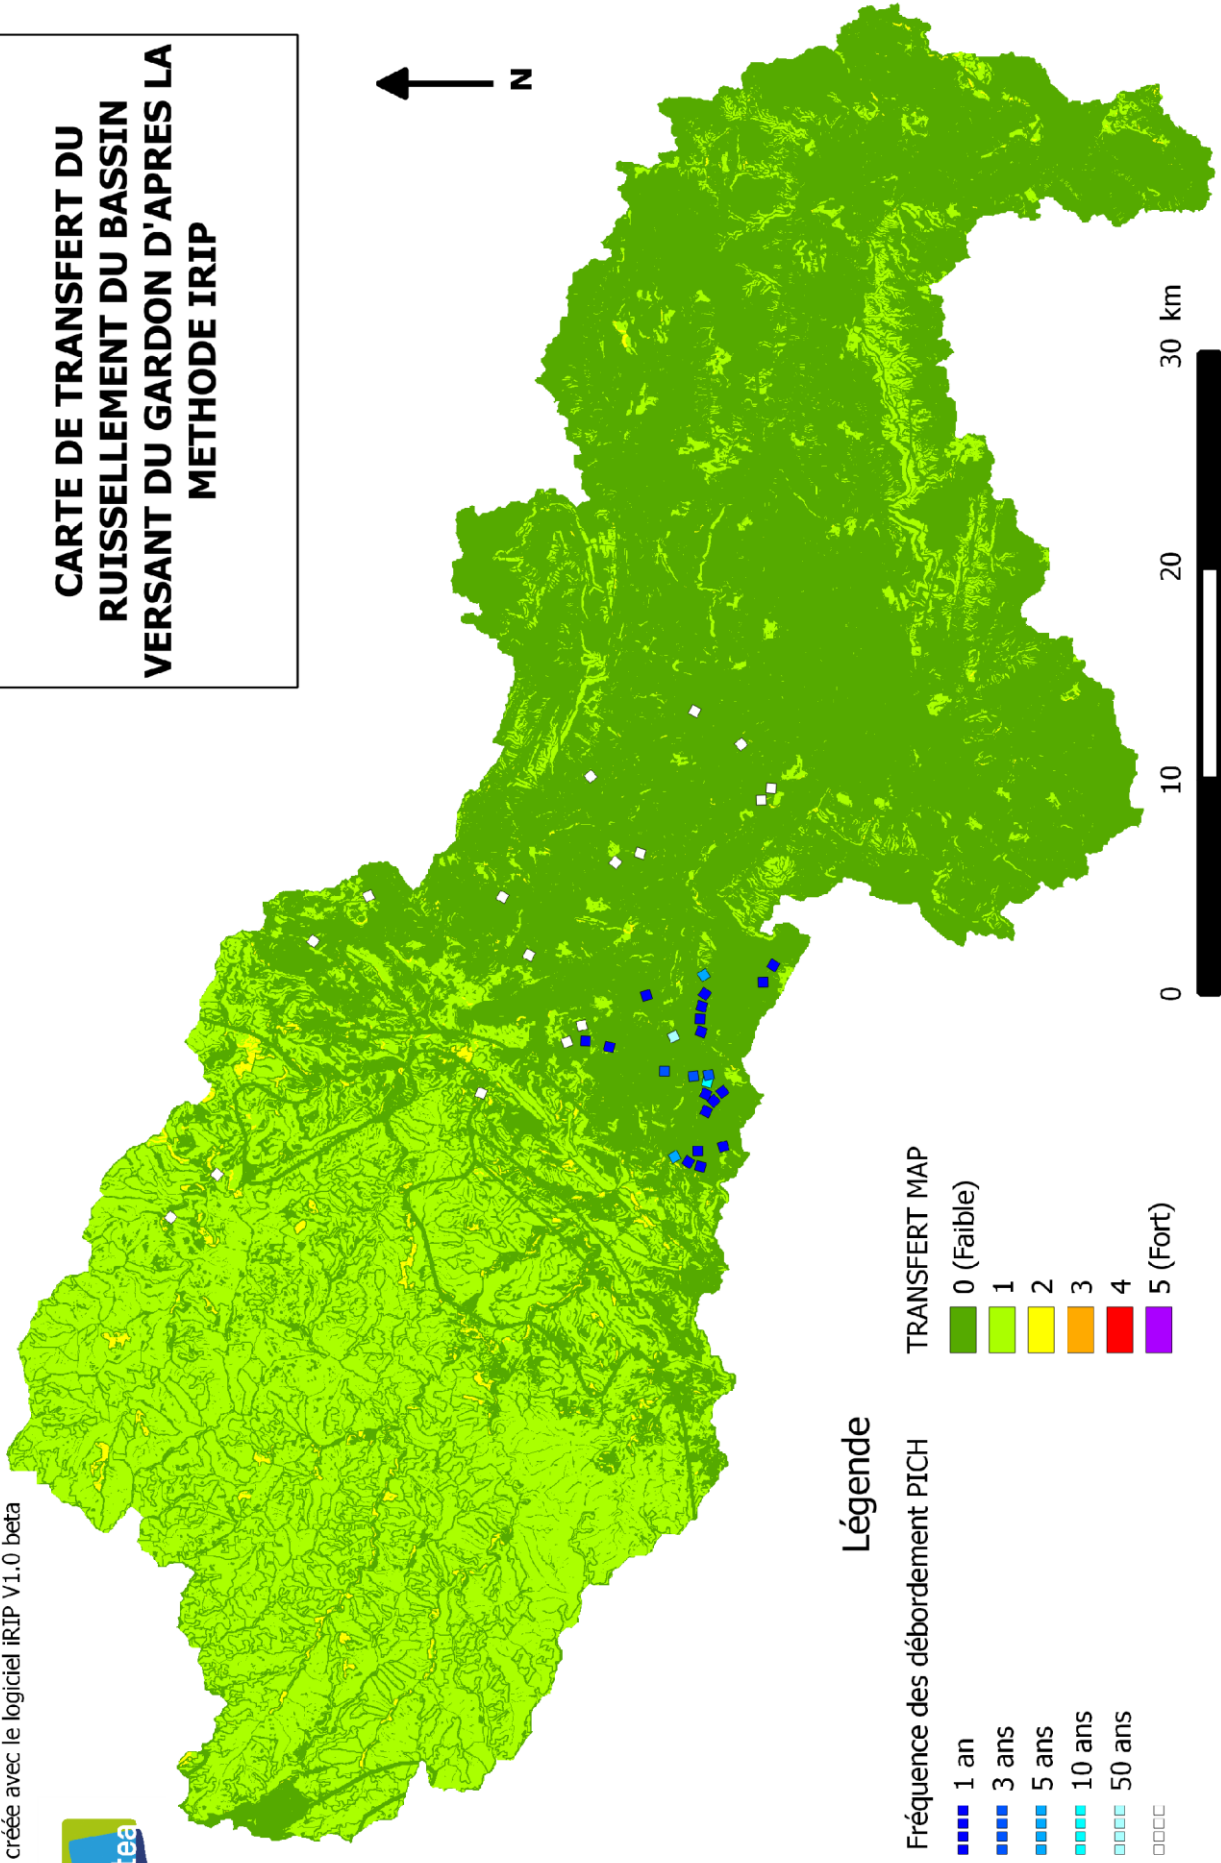 créée avec le logiciel iRIP V1.0 beta
tea
CARTE DE TRANSFERT DU
RUISSELLEMENT DU BASSIN
VERSANT DU GARDON D'APRES LA
METHODE IRIP
N
Légende
Fréquence des débordement PICH
1 an
3 ans
5 ans
10 ans
50 ans
TRANSFERT MAP
0 (Faible)
1
2
3
4
5 (Fort)
0 10 20 30 km